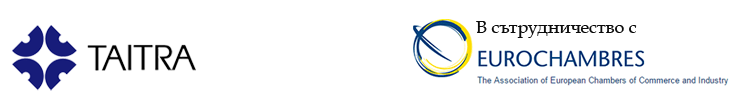 TAITRA
В сътрудничество с
EUROCHAMBRES
The Association of European Chambers of Commerce and Industry